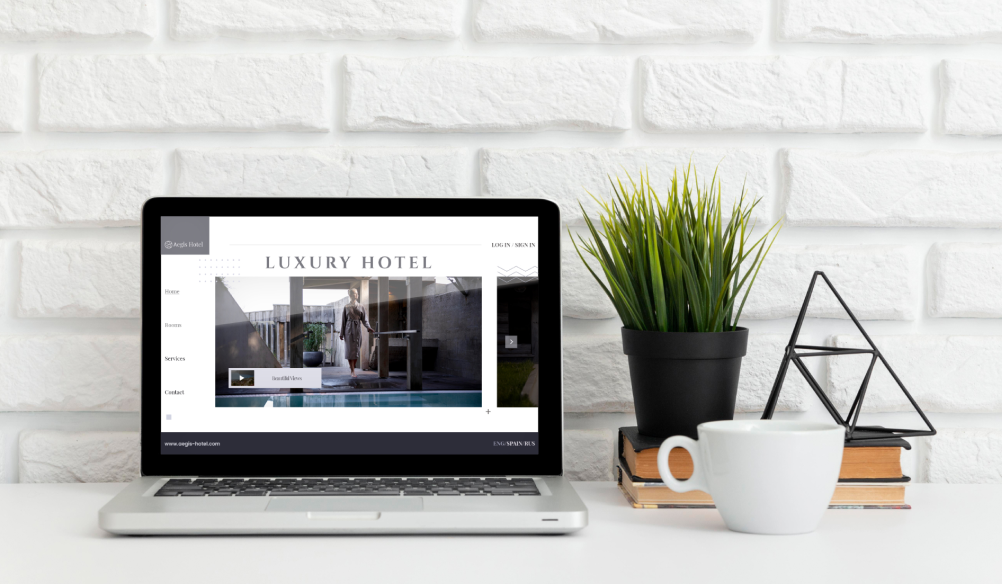 Aegis Hotel
LOG IN / SIGN IN
LUXURY HOTEL
Home
Rooms
Services
Contact
beautiful views
www.aegis-hotel.com
ENG/SPAIN/RUS